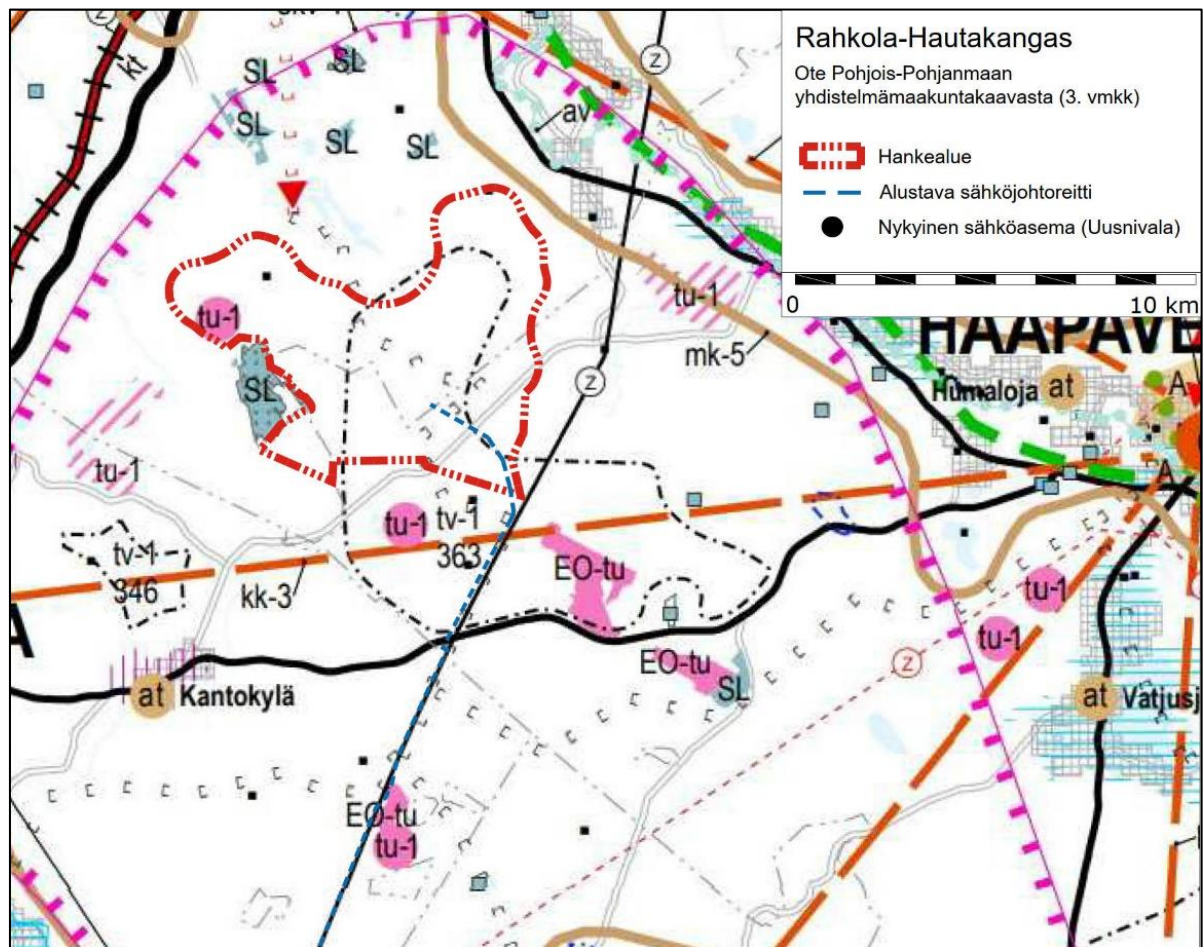 Rahkola-Hautakangas
Ote Pohjois-Pohjanmaan
yhdistelmämaakuntakaavasta (3. vmkk)
Hankealue
Alustava sähköjohtoreitti
Nykyinen sähköasema (Uusnivala)
0 10 km
z
kt
SL
SL
z
av
SL
SL
SL
tu-1
tu-1
mk-5
HAAPAVE
z
SL
Humaloja
at
A
tu-1
A
tu-1
tv-1
363
tv-1
346
kk-3
EO-tu
tu-1
tu-1
z
EO-tu
SL
at
Kantokylä
at
Vatjusj
EO-tu
tu-1